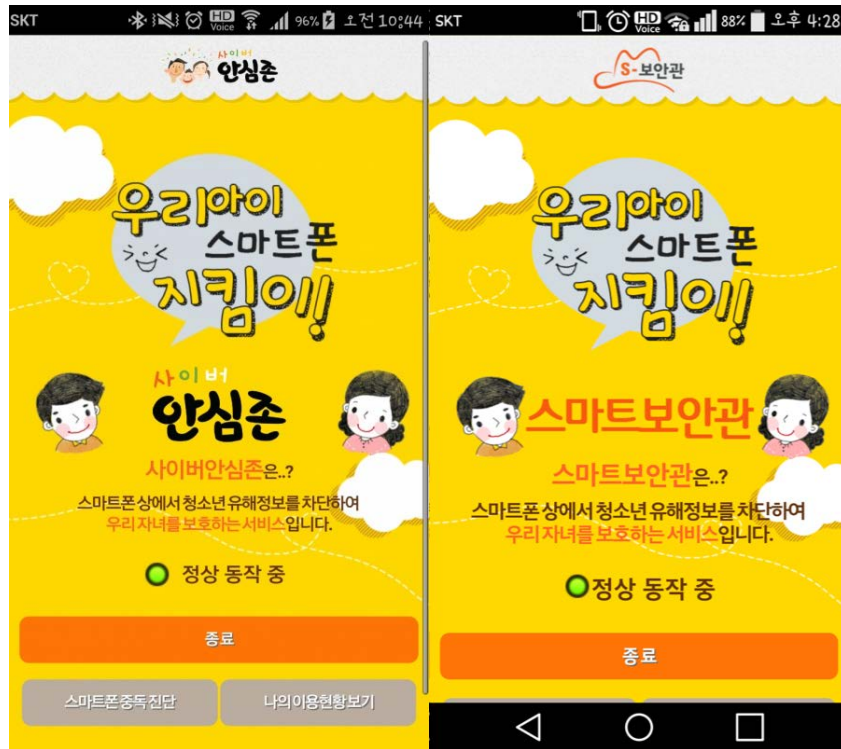 SKT
HD Voice
96%
오전 10:44
사이버
안심존
우리아이
스마트폰
지킴이!!
사이버
안심존
사이버안심존은..?
스마트폰 상에서 청소년 유해정보를 차단하여
우리 자녀를 보호하는 서비스입니다.
정상 동작 중
종료
스마트폰 중독 진단
나의 이용현황 보기
SKT
HD Voice
88%
오후 4:28
S-보안관
우리아이
스마트폰
지킴이!!
스마트보안관
스마트보안관은..?
스마트폰 상에서 청소년 유해정보를 차단하여
우리 자녀를 보호하는 서비스입니다.
정상 동작 중
종료